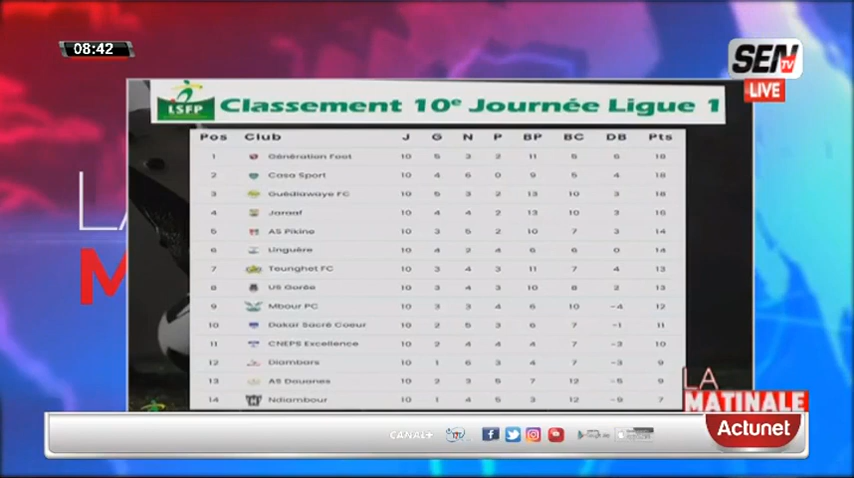 08:42
SEN TV
LIVE
LSFP
Classement 10e Journée Ligue 1
Pos Club J G N P BP BC DB Pts
1 Génération Foot 10 5 3 2 11 5 6 18
2 Casa Sport 10 4 6 0 9 5 4 18
3 Guédiawaye FC 10 5 3 2 13 10 3 18
4 Jaraaf 10 4 4 2 13 10 3 16
5 AS Pikine 10 3 5 2 10 7 3 14
6 Linguère 10 4 2 4 6 6 0 14
7 Teungueth FC 10 3 4 3 11 7 4 13
8 US Gorée 10 3 4 3 10 8 2 13
9 Mbour PC 10 3 3 4 6 10 -4 12
10 Dakar Sacré Coeur 10 2 5 3 6 7 -1 11
11 CNEPS Excellence 10 2 4 4 4 7 -3 10
12 Diambars 10 1 6 3 4 7 -3 9
13 AS Douanes 10 2 3 5 7 12 -5 9
14 Ndiambour 10 1 4 5 3 12 -9 7
LA
M
LA
MATINALE
Actunet
CANAL+